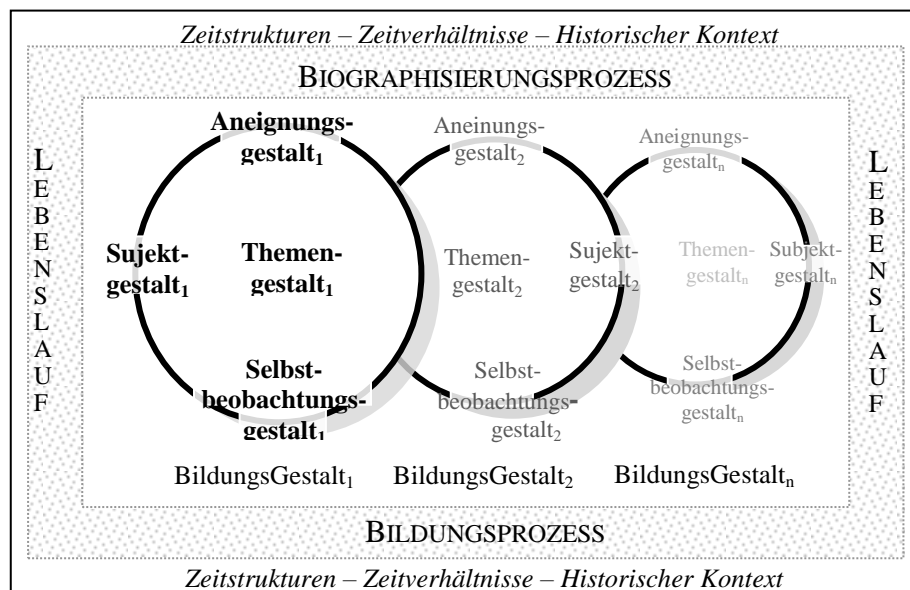 Zeitstrukturen – Zeitverhältnisse – Historischer Kontext
BIOGRAPHISIERUNGSPROZESS
LEBENSLAUF
Aneignungs-
gestalt₁
Sujekt-
gestalt₁
Themen-
gestalt₁
Selbst-
beobachtungs-
gestalt₁
BildungsGestalt₁
Aneinungs-
gestalt₂
Themen-
gestalt₂
Sujekt-
gestalt₂
Selbst-
beobachtungs-
gestalt₂
BildungsGestalt₂
Aneignungs-
gestaltₙ
Themen-
gestaltₙ
Subjekt-
gestaltₙ
Selbst-
beobachtungs-
gestaltₙ
BildungsGestaltₙ
LEBENSLAUF
BILDUNGSPROZESS
Zeitstrukturen – Zeitverhältnisse – Historischer Kontext